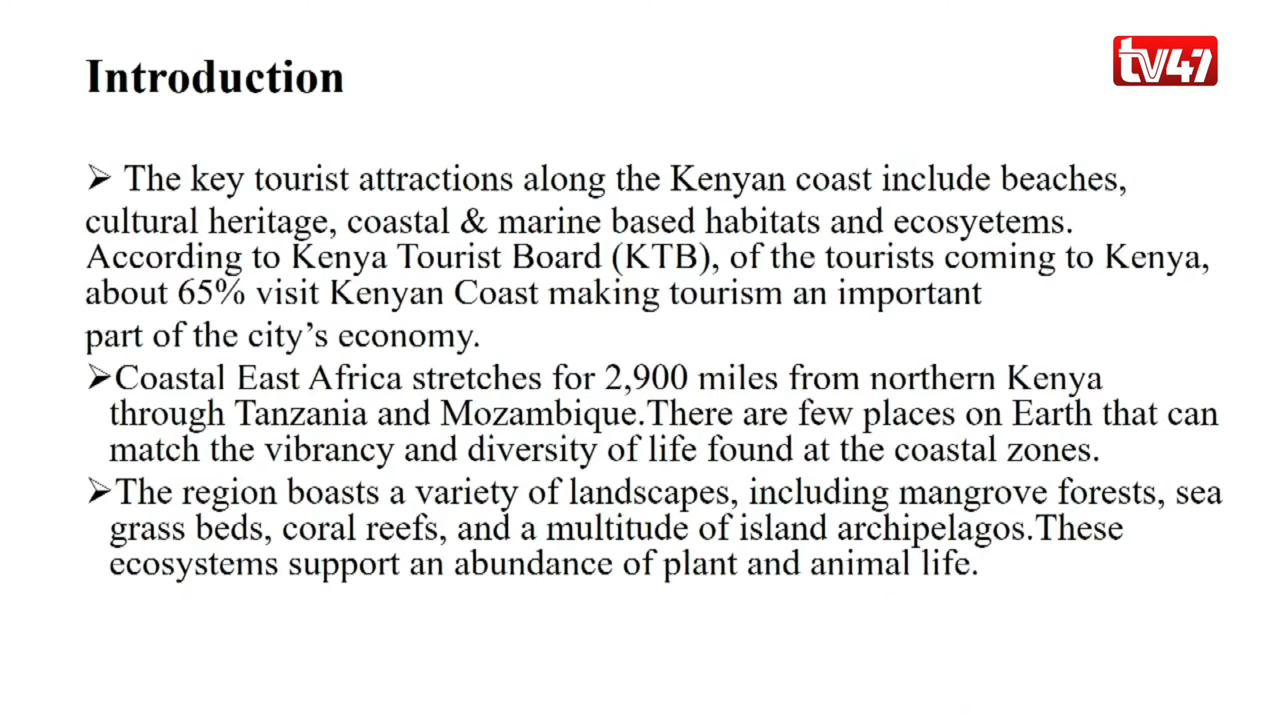 Introduction
tv47
➢ The key tourist attractions along the Kenyan coast include beaches,
cultural heritage, coastal & marine based habitats and ecosyetems.
According to Kenya Tourist Board (KTB), of the tourists coming to Kenya,
about 65% visit Kenyan Coast making tourism an important
part of the city's economy.
➢Coastal East Africa stretches for 2,900 miles from northern Kenya
through Tanzania and Mozambique.There are few places on Earth that can
match the vibrancy and diversity of life found at the coastal zones.
➢The region boasts a variety of landscapes, including mangrove forests, sea
grass beds, coral reefs, and a multitude of island archipelagos.These
ecosystems support an abundance of plant and animal life.